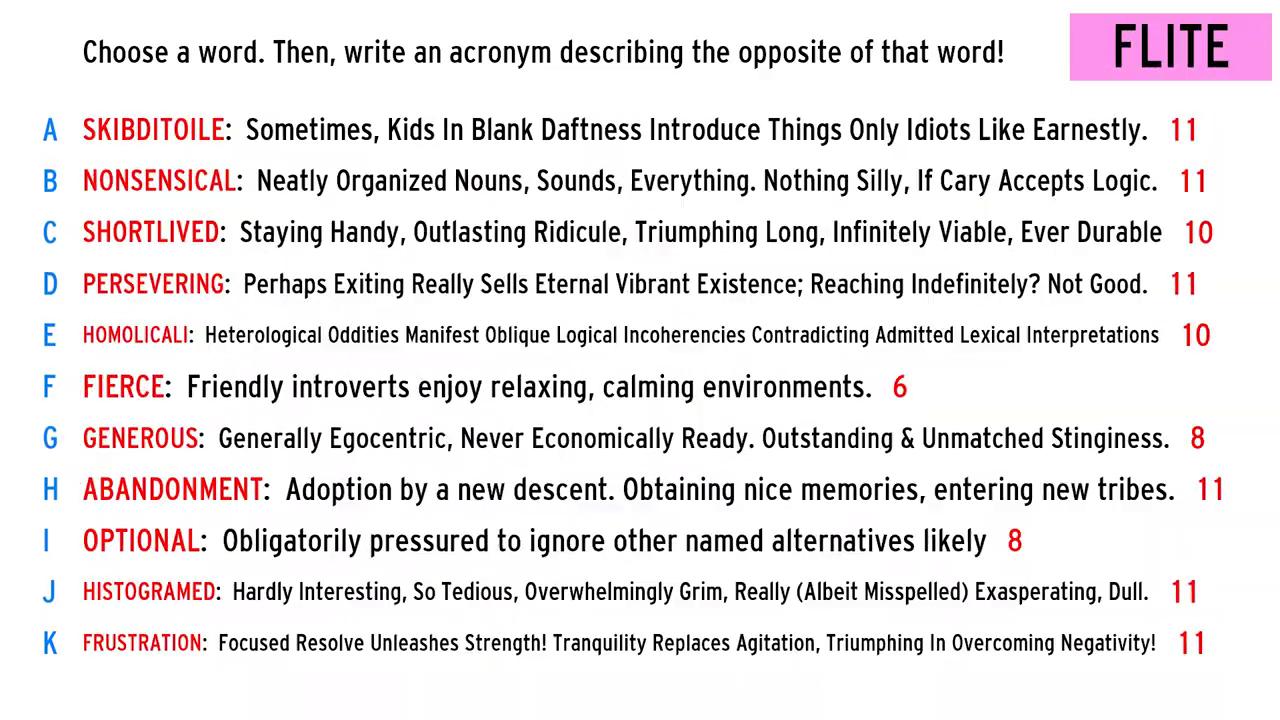 Choose a word. Then, write an acronym describing the opposite of that word!
FLITE
A SKIBDITOILE: Sometimes, Kids In Blank Daftness Introduce Things Only Idiots Like Earnestly. 11
B NONSENSICAL: Neatly Organized Nouns, Sounds, Everything. Nothing Silly, If Cary Accepts Logic. 11
C SHORTLIVED: Staying Handy, Outlasting Ridicule, Triumphing Long, Infinitely Viable, Ever Durable 10
D PERSEVERING: Perhaps Exiting Really Sells Eternal Vibrant Existence; Reaching Indefinitely? Not Good. 11
E HOMOLICALI: Heterological Oddities Manifest Oblique Logical Incoherencies Contradicting Admitted Lexical Interpretations 10
F FIERCE: Friendly introverts enjoy relaxing, calming environments. 6
G GENEROUS: Generally Egocentric, Never Economically Ready. Outstanding & Unmatched Stinginess. 8
H ABANDONMENT: Adoption by a new descent. Obtaining nice memories, entering new tribes. 11
I OPTIONAL: Obligatorily pressured to ignore other named alternatives likely 8
J HISTOGRAMED: Hardly Interesting, So Tedious, Overwhelmingly Grim, Really (Albeit Misspelled) Exasperating, Dull. 11
K FRUSTRATION: Focused Resolve Unleashes Strength! Tranquility Replaces Agitation, Triumphing In Overcoming Negativity! 11